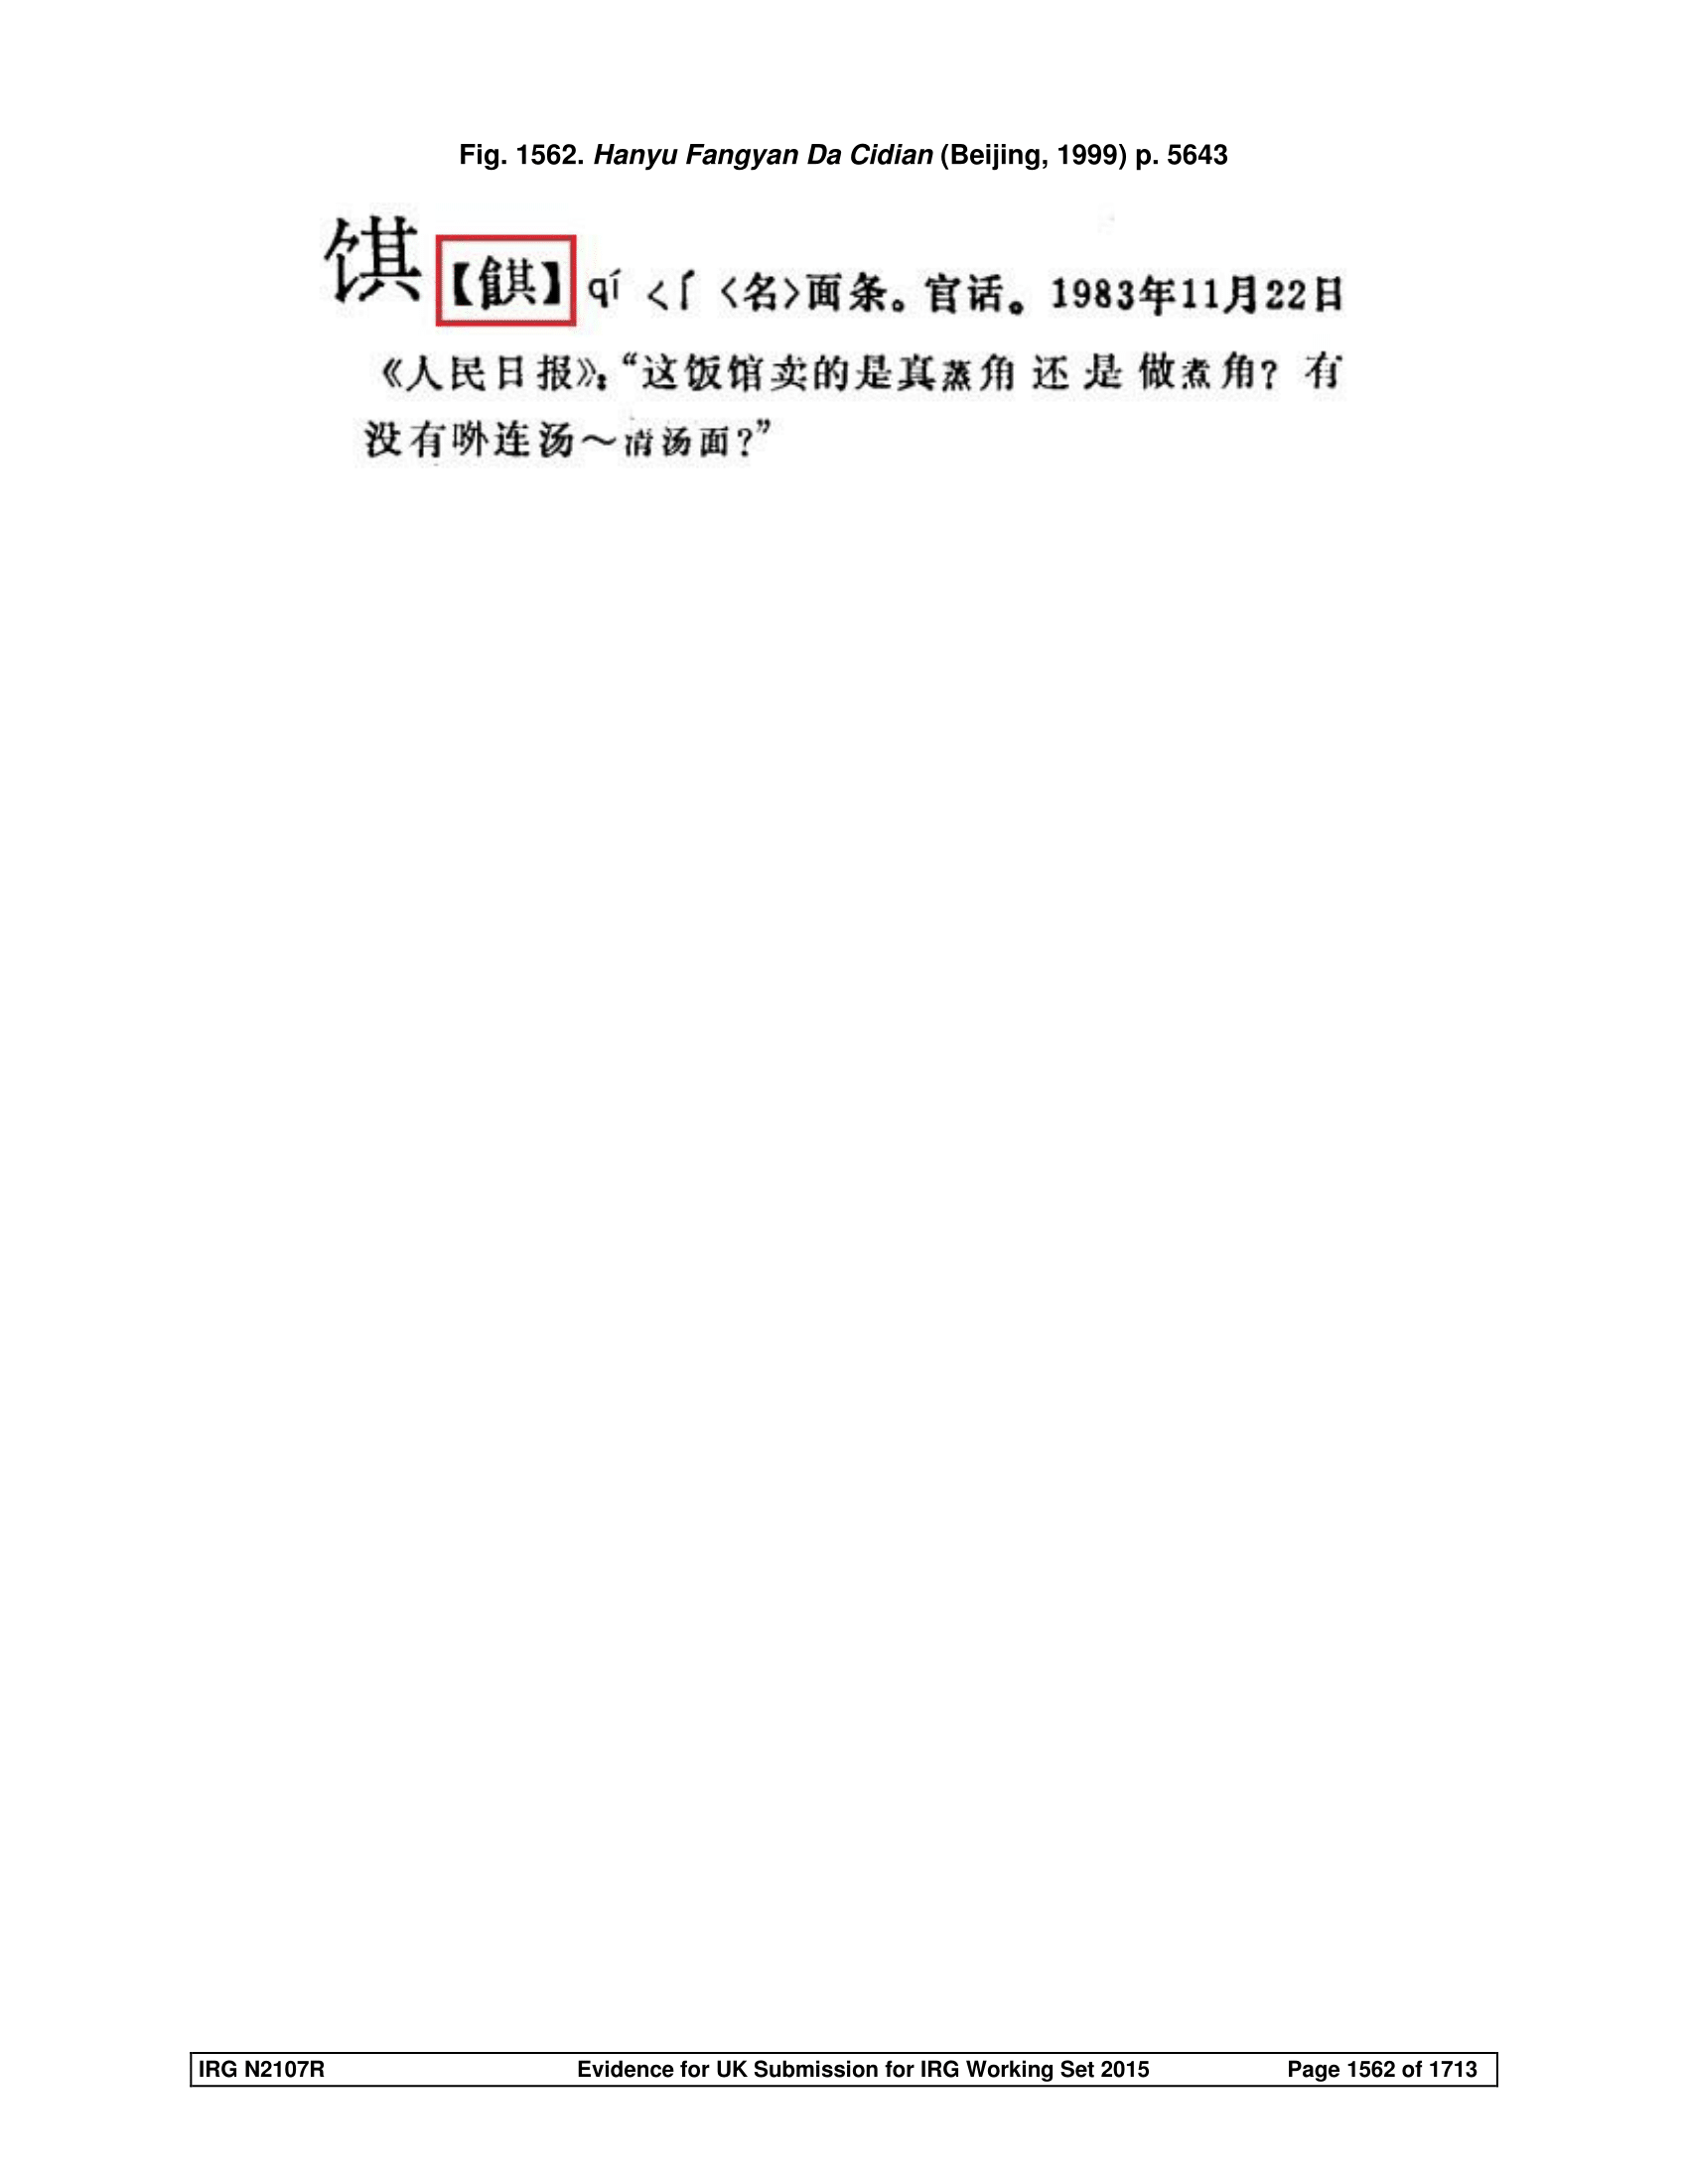 Fig. 1562. Hanyu Fangyan Da Cidian (Beijing, 1999) p. 5643
【】 qí ㄑㄧˊ 〈名〉面条。官话。1983年11月22日
《人民日报》：“这饭馆卖的是真蒸角还是做煮角？有
没有连汤～清汤面？”
IRG N2107R Evidence for UK Submission for IRG Working Set 2015 Page 1562 of 1713